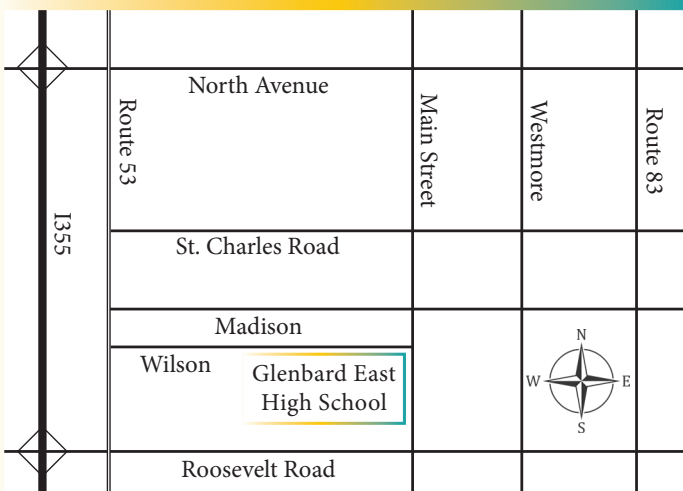 North Avenue
Route 53
Main Street
Westmore
Route 83
I355
St. Charles Road
Madison
Wilson
Glenbard East
High School
N
W
E
S
Roosevelt Road